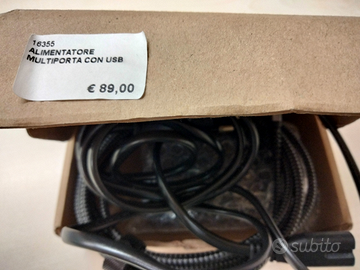 16355
ALIMENTATORE
MULTIPORTA CON USB
€ 89,00
subito